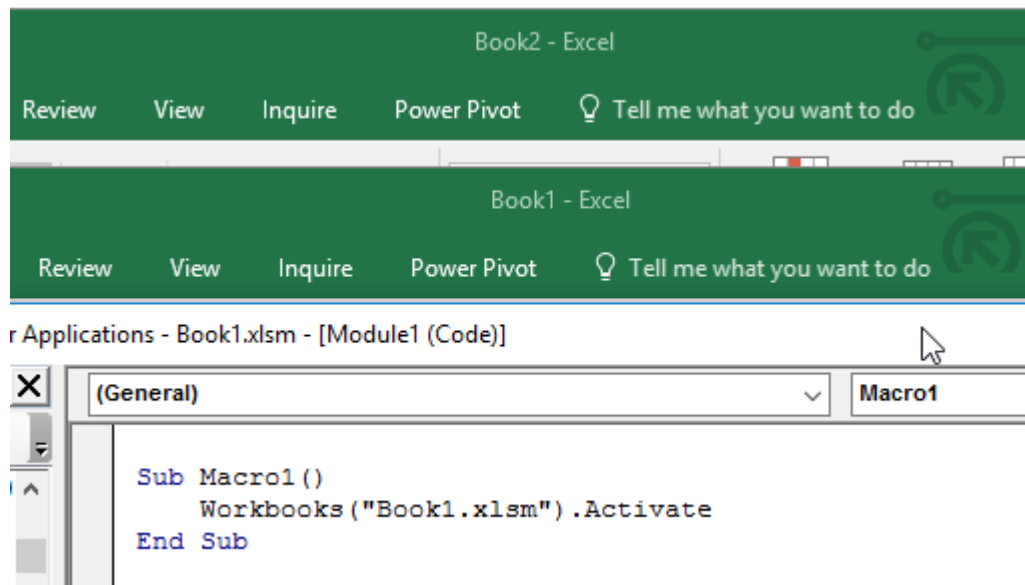 Book2 - Excel
Review View Inquire Power Pivot Tell me what you want to do
Book1 - Excel
Review View Inquire Power Pivot Tell me what you want to do
r Applications - Book1.xlsm - [Module1 (Code)]
(General) Macro1
Sub Macro1()
    Workbooks("Book1.xlsm").Activate
End Sub